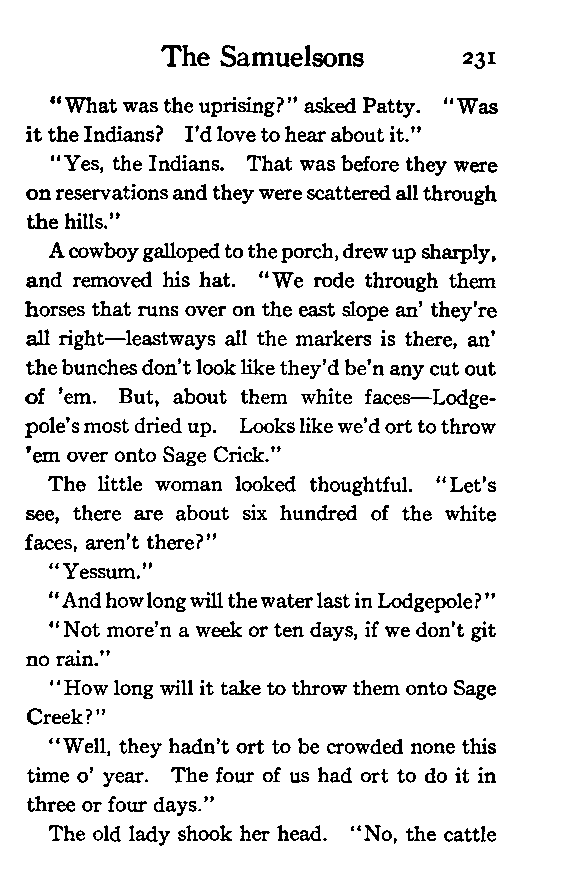 The Samuelsons 231
"What was the uprising?" asked Patty. "Was
it the Indians? I'd love to hear about it."
"Yes, the Indians. That was before they were
on reservations and they were scattered all through
the hills."
A cowboy galloped to the porch, drew up sharply,
and removed his hat. "We rode through them
horses that runs over on the east slope an' they're
all right—leastways all the markers is there, an'
the bunches don't look like they'd be'n any cut out
of 'em. But, about them white faces—Lodge-
pole's most dried up. Looks like we'd ort to throw
'em over onto Sage Crick."
The little woman looked thoughtful. "Let's
see, there are about six hundred of the white
faces, aren't there?"
"Yessum."
"And how long will the water last in Lodgepole?"
"Not more'n a week or ten days, if we don't git
no rain."
"How long will it take to throw them onto Sage
Creek?"
"Well, they hadn't ort to be crowded none this
time o' year. The four of us had ort to do it in
three or four days."
The old lady shook her head. "No, the cattle